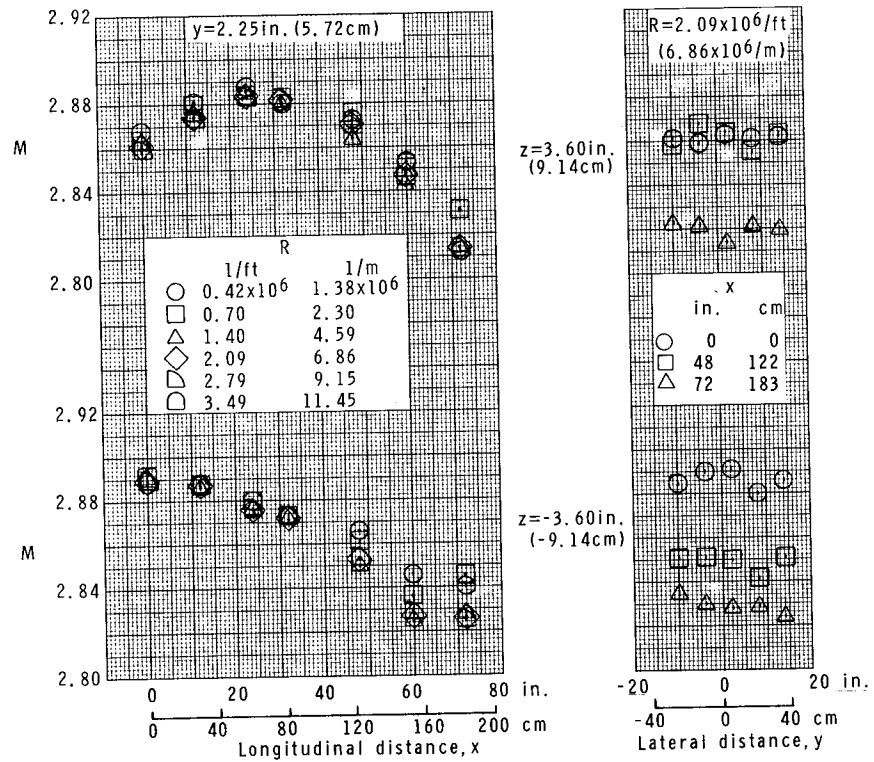 y=2.25in.(5.72cm)
2.92
2.88
M
2.84
2.80
R
1/ft 1/m
0.42x10⁶ 1.38x10⁶
0.70 2.30
1.40 4.59
2.09 6.86
2.79 9.15
3.49 11.45
2.92
2.88
M
2.84
2.80
0 20 40 60 80 in.
0 40 80 120 160 200 cm
Longitudinal distance,x
R=2.09x10⁶/ft
(6.86x10⁶/m)
z=3.60in.
(9.14cm)
x
in. cm
0 0
48 122
72 183
z=-3.60in.
(-9.14cm)
-20 0 20 in.
-40 0 40 cm
Lateral distance,y